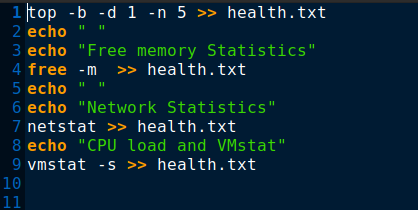 1 top -b -d 1 -n 5 >> health.txt
2 echo " "
3 echo "Free memory Statistics"
4 free -m  >> health.txt
5 echo " "
6 echo "Network Statistics"
7 netstat >> health.txt
8 echo "CPU load and VMstat"
9 vmstat -s >> health.txt
10
11